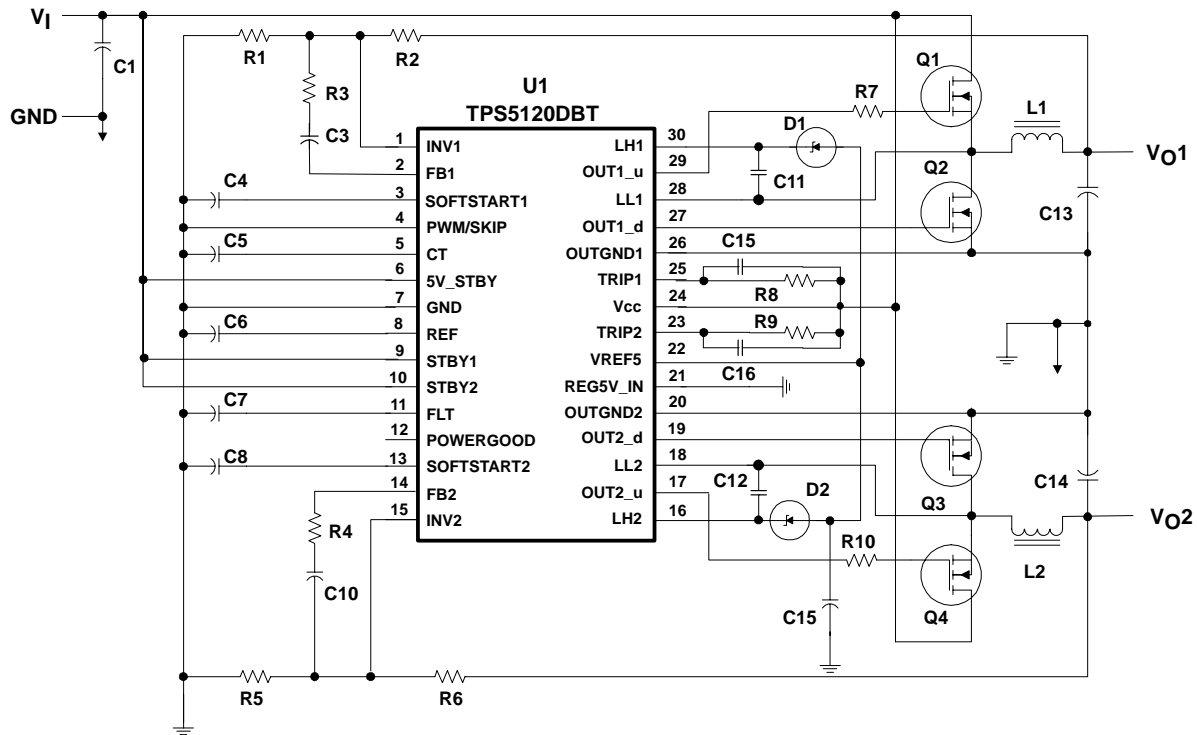 VI
GND
C1
R1
R2
R3
C3
U1
TPS5120DBT
C4
C5
C6
C7
C8
R4
C10
R5
R6
1 INV1
2 FB1
3 SOFTSTART1
4 PWM/SKIP
5 CT
6 5V_STBY
7 GND
8 REF
9 STBY1
10 STBY2
11 FLT
12 POWERGOOD
13 SOFTSTART2
14 FB2
15 INV2
LH1 30
OUT1_u 29
LL1 28
OUT1_d 27
OUTGND1 26
TRIP1 25
Vcc 24
TRIP2 23
VREF5 22
REG5V_IN 21
OUTGND2 20
OUT2_d 19
LL2 18
OUT2_u 17
LH2 16
R7
D1
C11
Q1
Q2
L1
VO1
C13
C15
R8
R9
C16
C12
D2
R10
C15
Q3
Q4
C14
L2
VO2